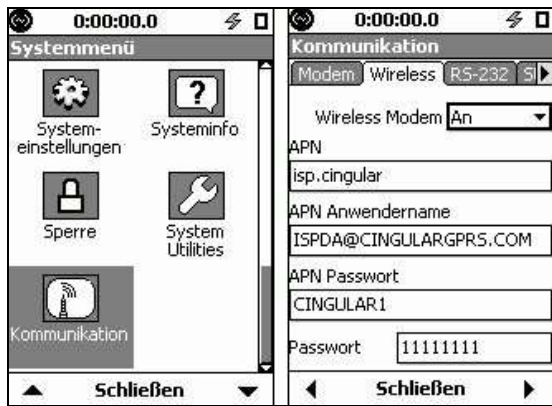 0:00:00.0
Systemmenü
System-
einstellungen
Systeminfo
Sperre
System
Utilities
Kommunikation
Schließen
0:00:00.0
Kommunikation
Modem Wireless RS-232 S
Wireless Modem An
APN
isp.cingular
APN Anwendername
ISPDA@CINGULARGPRS.COM
APN Passwort
CINGULAR1
Passwort 11111111
Schließen